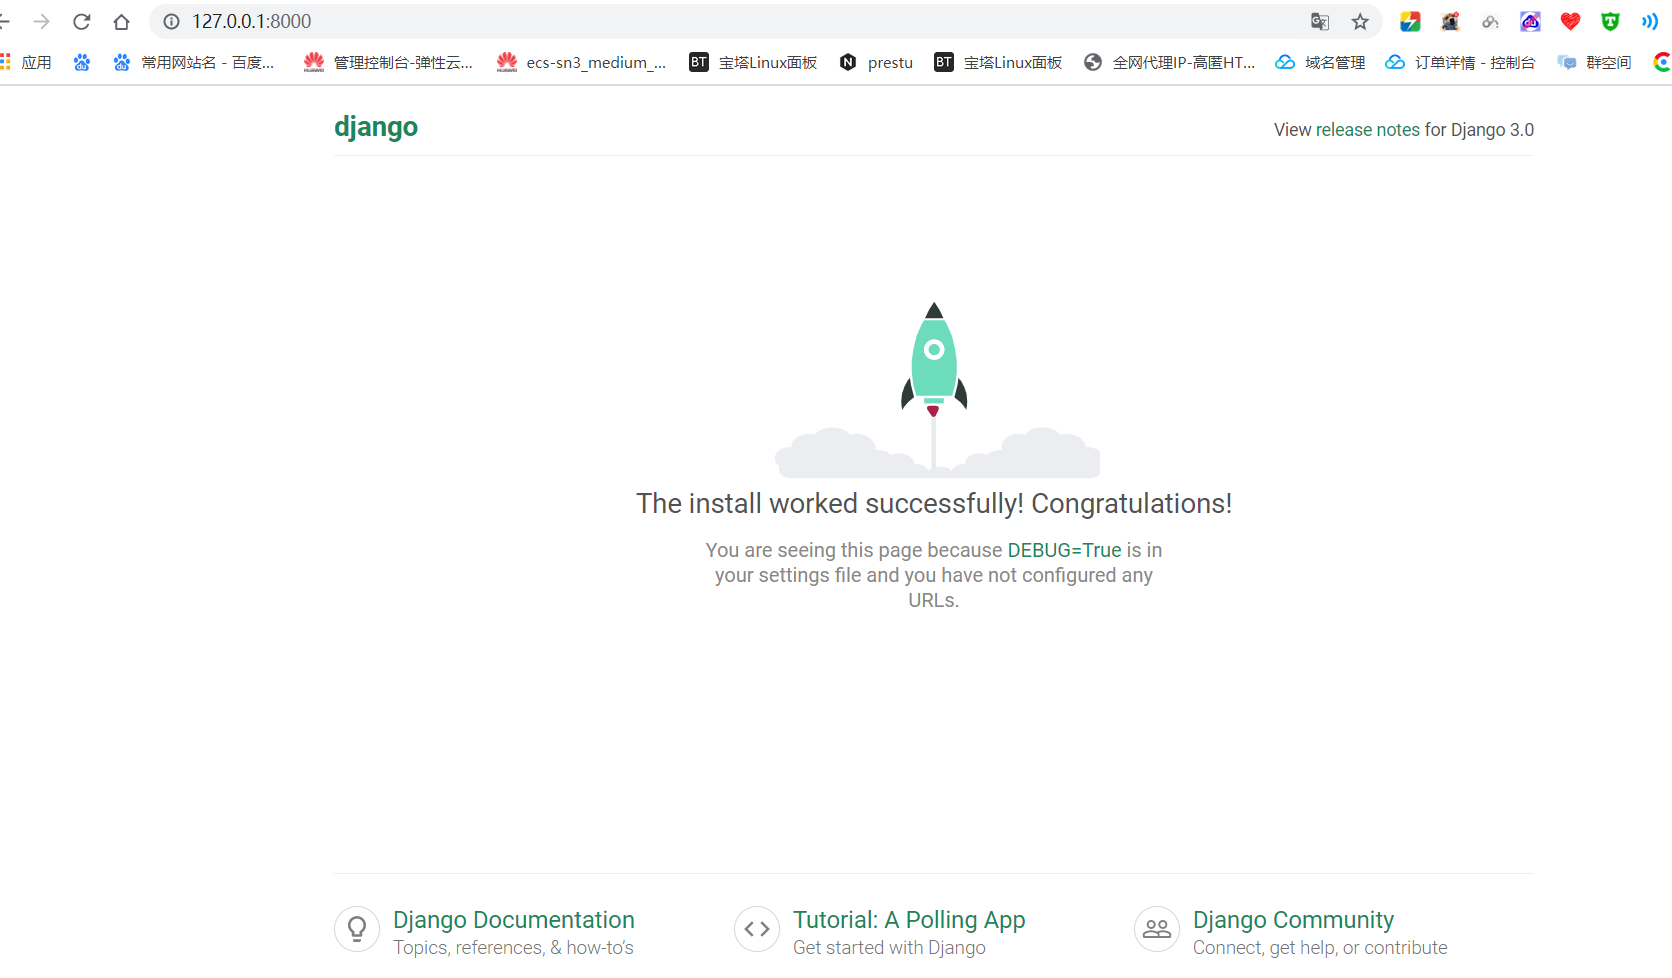 127.0.0.1:8000
应用 常用网站名 - 百度... 管理控制台-弹性云... ecs-sn3_medium_... BT 宝塔Linux面板 N prestu BT 宝塔Linux面板 全网代理IP-高匿HT... 域名管理 订单详情 - 控制台 群空间
django
View release notes for Django 3.0
The install worked successfully! Congratulations!
You are seeing this page because DEBUG=True is in
your settings file and you have not configured any
URLs.
Django Documentation
Topics, references, & how-to’s
Tutorial: A Polling App
Get started with Django
Django Community
Connect, get help, or contribute